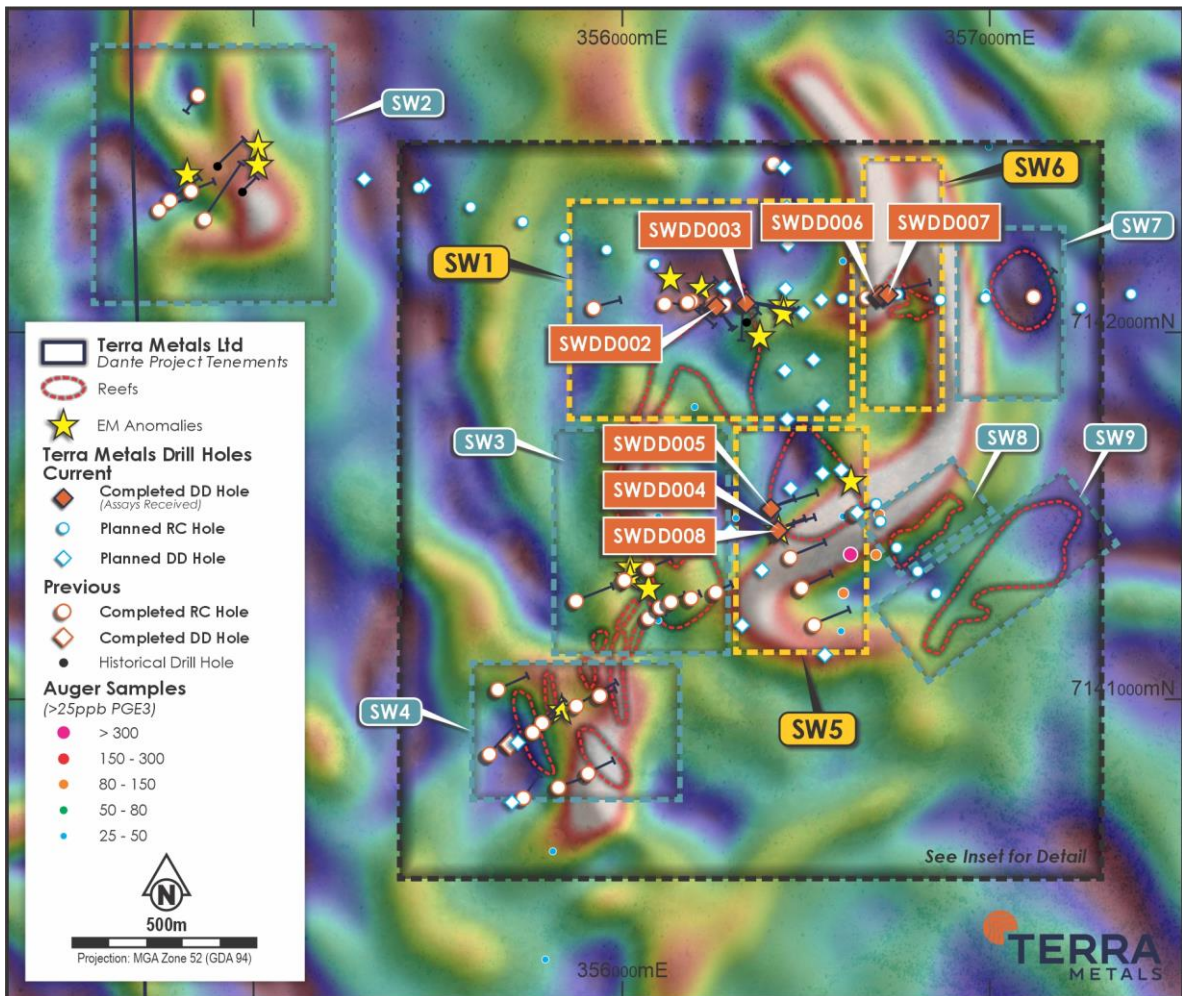 356000mE
357000mE
SW2
SW6
SWDD006
SWDD007
SWDD003
SW7
SW1
SWDD002
7142000mN
Terra Metals Ltd
Dante Project Tenements
Reefs
EM Anomalies
Terra Metals Drill Holes
Current
Completed DD Hole
(Assays Received)
Planned RC Hole
Planned DD Hole
Previous
Completed RC Hole
Completed DD Hole
Historical Drill Hole
Auger Samples
(>25ppb PGE3)
> 300
150 - 300
80 - 150
50 - 80
25 - 50
N
500m
Projection: MGA Zone 52 (GDA 94)
SW3
SWDD005
SWDD004
SWDD008
SW8
SW9
SW4
SW5
7141000mN
See Inset for Detail
356000mE
TERRA
METALS